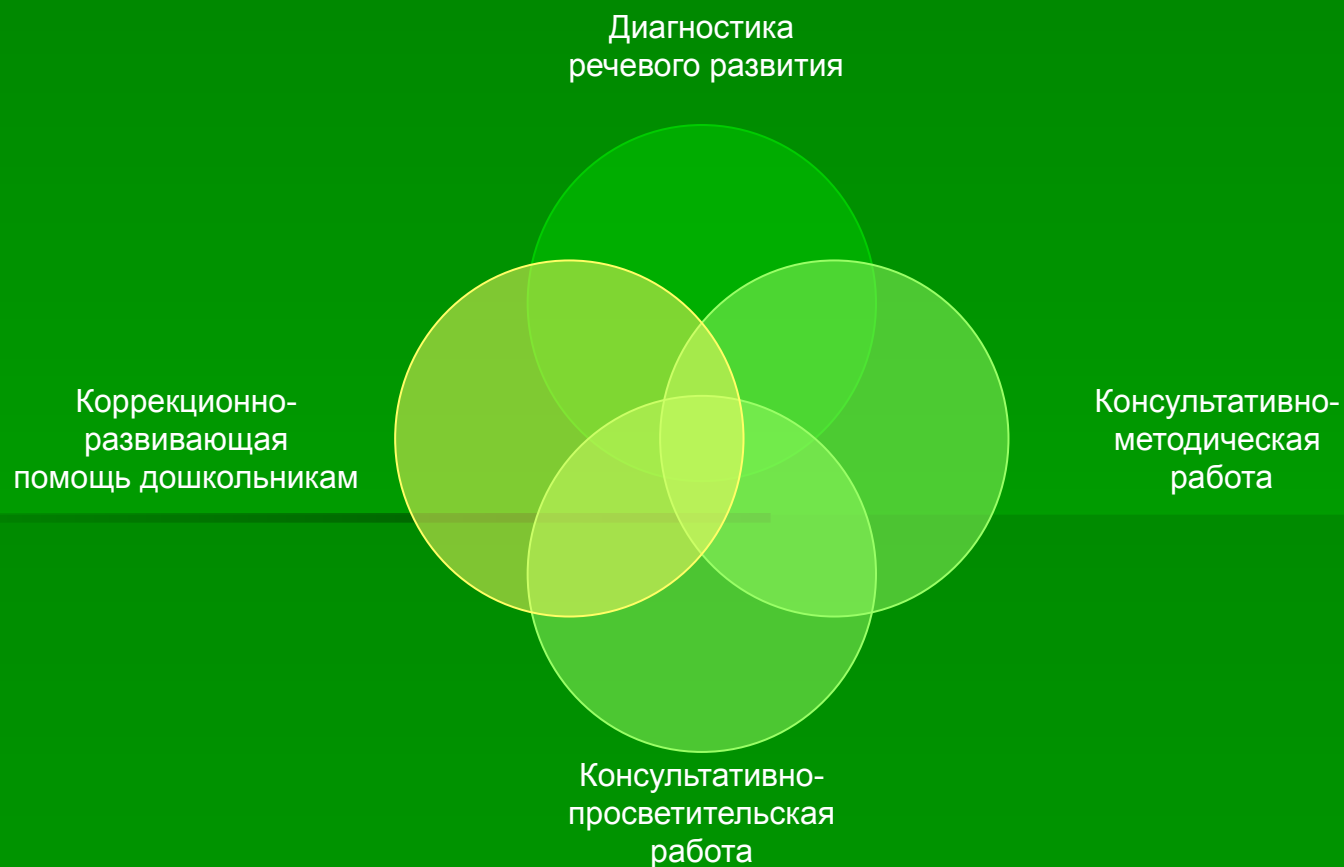 Диагностика
речевого развития
Коррекционно-
развивающая
помощь дошкольникам
Консультативно-
методическая
работа
Консультативно-
просветительская
работа